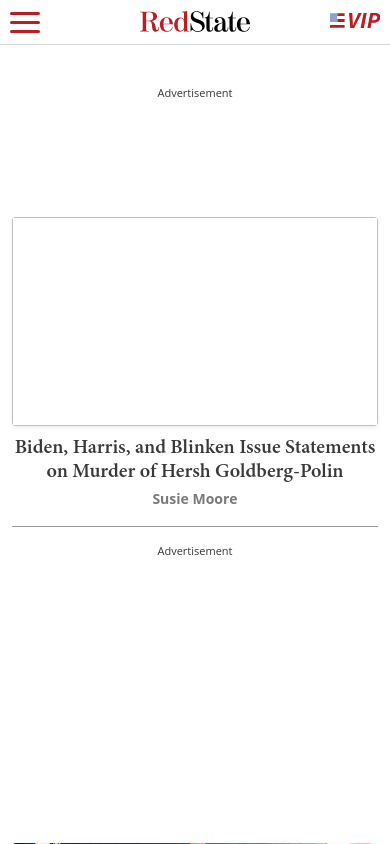 RedState
VIP
Advertisement
Biden, Harris, and Blinken Issue Statements
on Murder of Hersh Goldberg-Polin
Susie Moore
Advertisement